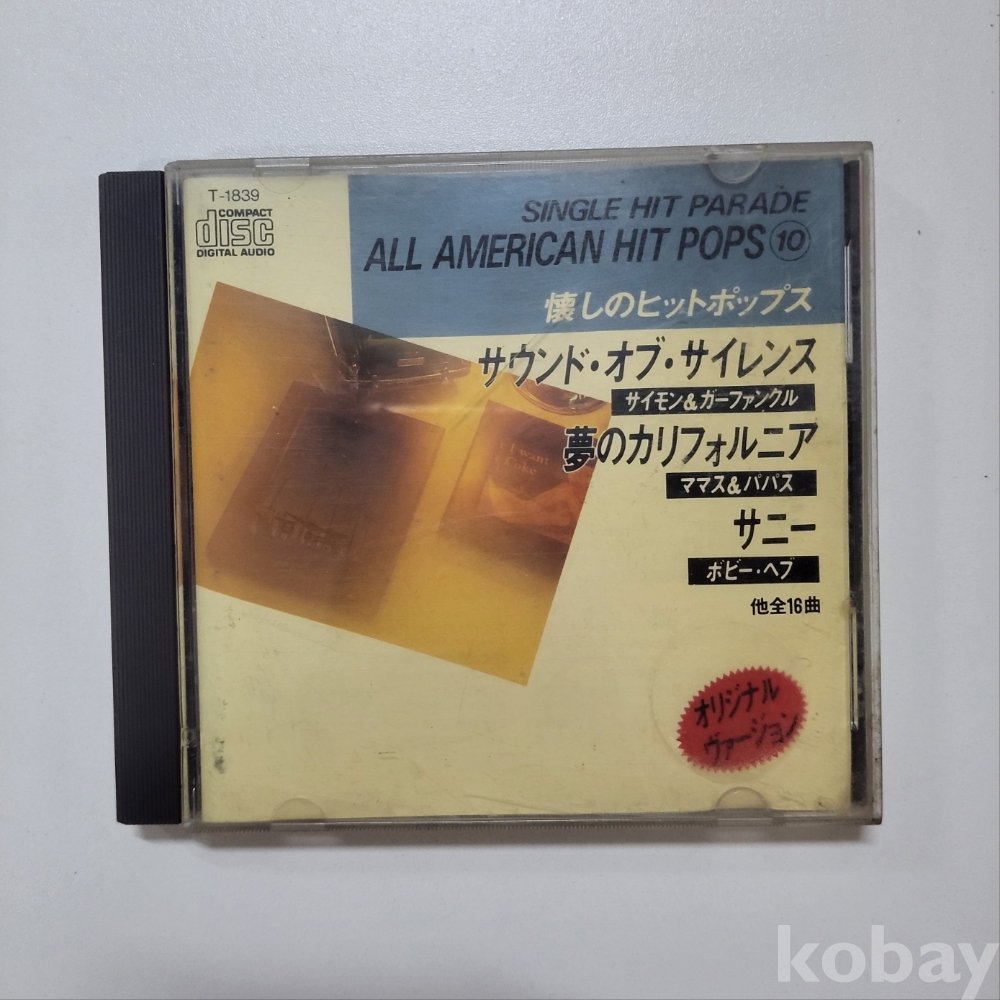 T-1839
COMPACT
disc
DIGITAL AUDIO
SINGLE HIT PARADE
ALL AMERICAN HIT POPS⑩
懐しのヒットポップス
サウンド・オブ・サイレンス
サイモン&ガーファンクル
夢のカリフォルニア
ママス&パパス
サニー
ボビー・ヘブ
他全16曲
I want
Coke
オリジナル
ヴァージョン
kobay